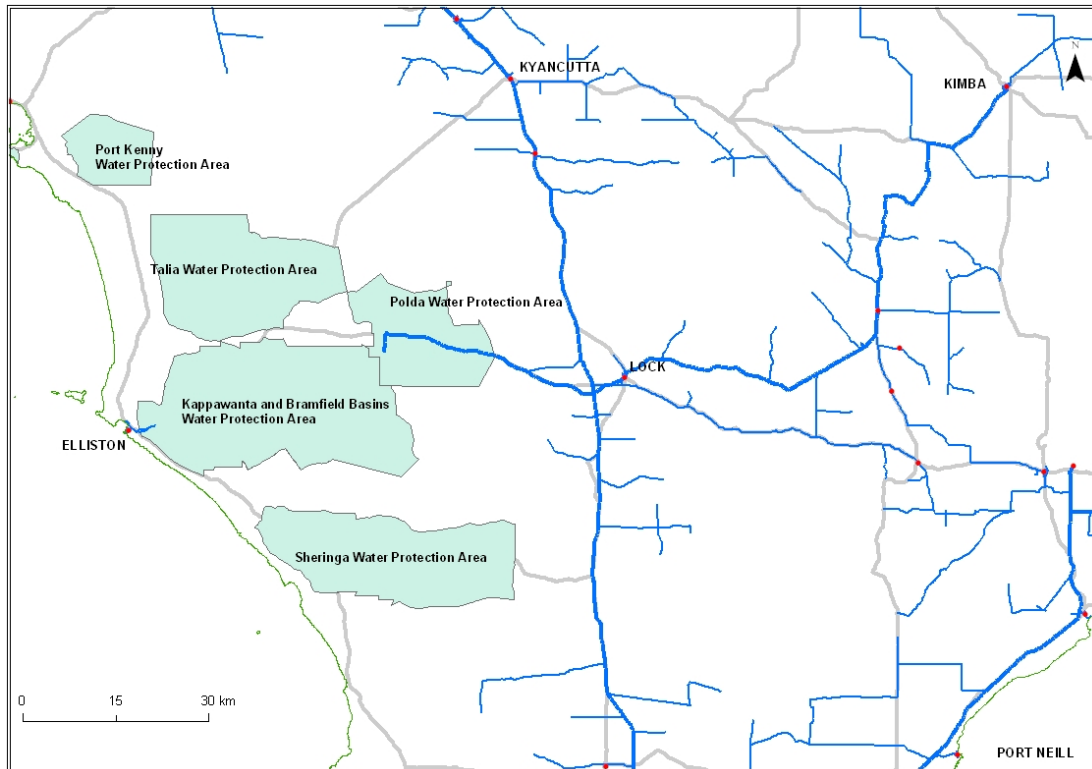 KYANCUTTA
KIMBA
N
Port Kenny
Water Protection Area
Talia Water Protection Area
Polda Water Protection Area
LOCK
Kappawanta and Bramfield Basins
Water Protection Area
ELLISTON
Sheringa Water Protection Area
0 15 30 km
PORT NEILL